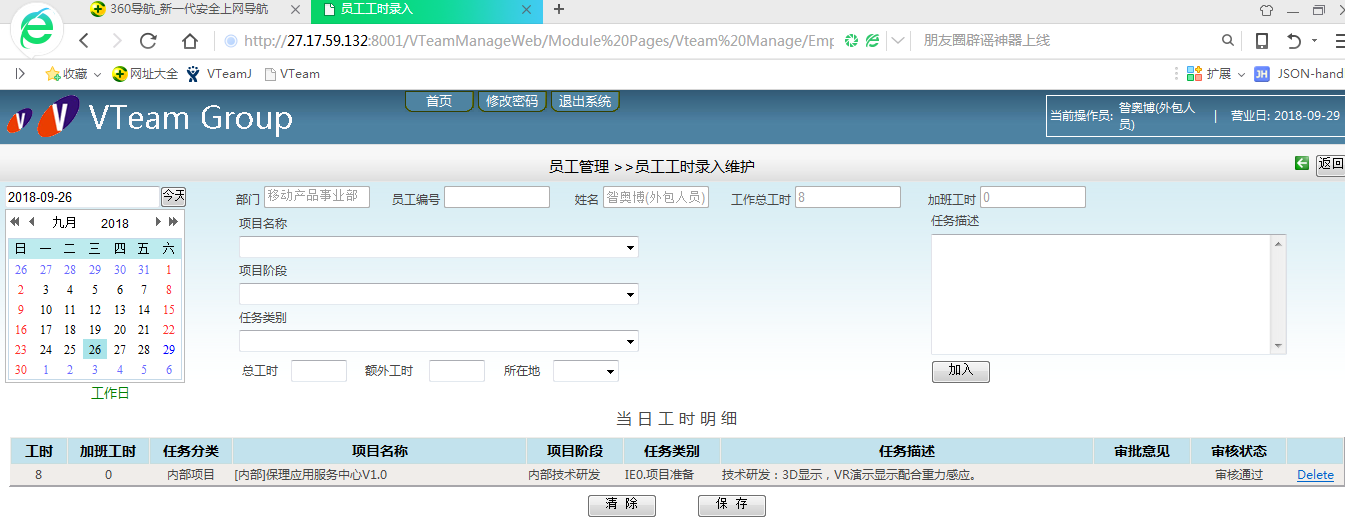 360导航_新一代安全上网导航
员工工时录入
http://27.17.59.132:8001/VTeamManageWeb/Module%20Pages/Vteam%20Manage/Emp
朋友圈辟谣神器上线
收藏 网址大全 VTeamJ VTeam
扩展 JH JSON-hand
VTeam Group
首页 修改密码 退出系统
当前操作员: 昝奥博(外包人员) | 营业日: 2018-09-29
员工管理 >>员工工时录入维护
返回
2018-09-26 今天
部门 移动产品事业部 员工编号 姓名 昝奥博(外包人员) 工作总工时 8 加班工时 0
九月 2018
日 一 二 三 四 五 六
26 27 28 29 30 31 1
2 3 4 5 6 7 8
9 10 11 12 13 14 15
16 17 18 19 20 21 22
23 24 25 26 27 28 29
30 1 2 3 4 5 6
工作日
项目名称
项目阶段
任务类别
总工时 额外工时 所在地
任务描述
加入
当日工时明细
工时 加班工时 任务分类 项目名称 项目阶段 任务类别 任务描述 审批意见 审核状态
8 0 内部项目 [内部]保理应用服务中心V1.0 内部技术研发 IE0.项目准备 技术研发：3D显示，VR演示显示配合重力感应。 审核通过 Delete
清 除 保 存